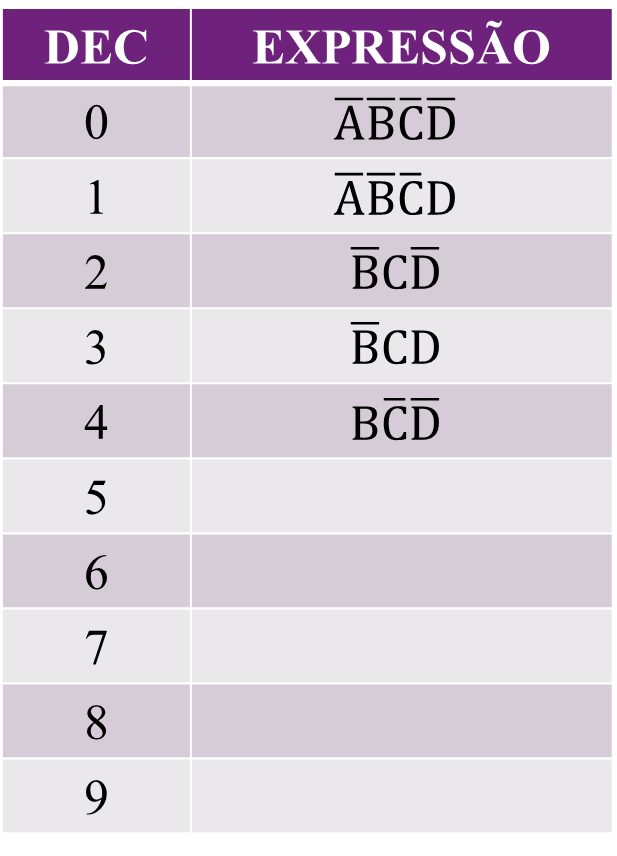 DEC EXPRESSÃO
0 A̅B̅C̅D̅
1 A̅B̅C̅D
2 B̅CD̅
3 B̅CD
4 BC̅D̅
5
6
7
8
9